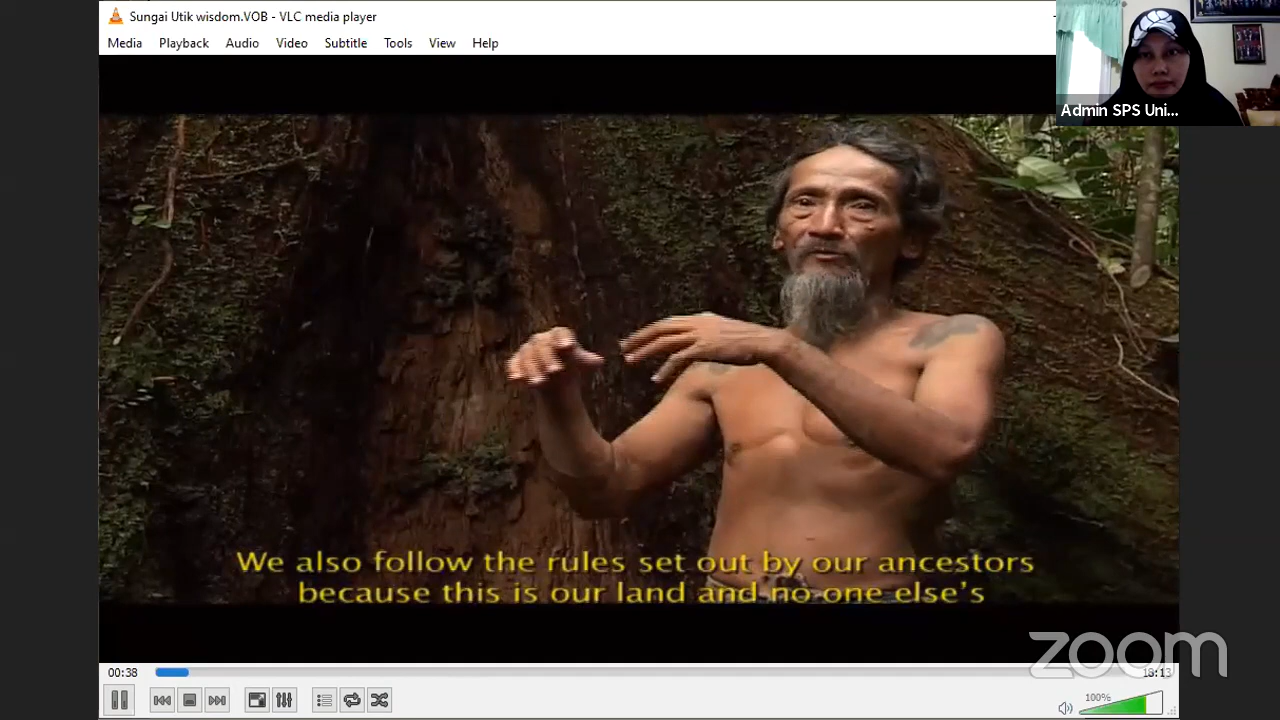 Sungai Utik wisdom.VOB - VLC media player
Media Playback Audio Video Subtitle Tools View Help
Admin SPS Uni...
We also follow the rules set out by our ancestors
because this is our land and no one else's
zoom
00:38
18:13
100%